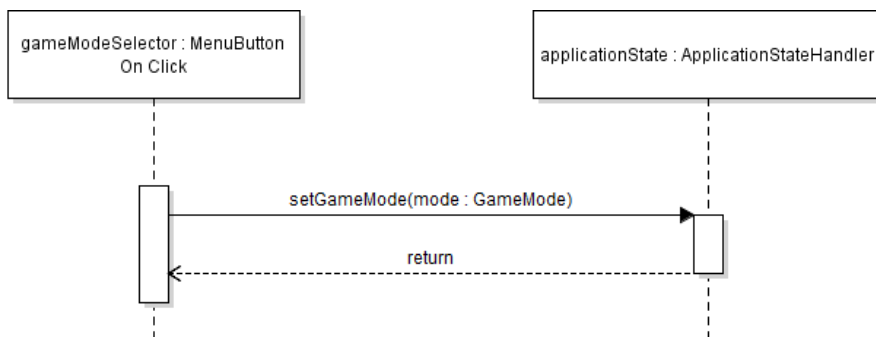 gameModeSelector : MenuButton
On Click
applicationState : ApplicationStateHandler
setGameMode(mode : GameMode)
return